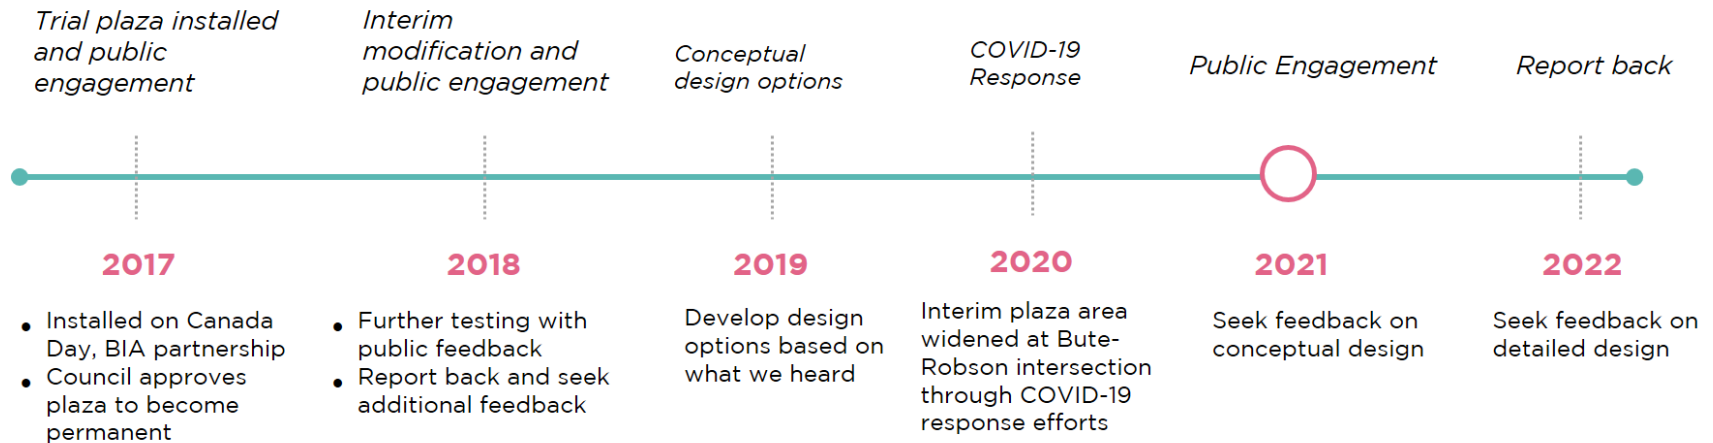 Trial plaza installed
and public
engagement
Interim
modification and
public engagement
Conceptual
design options
COVID-19
Response
Public Engagement
Report back
2017
2018
2019
2020
2021
2022
• Installed on Canada
Day, BIA partnership
• Council approves
plaza to become
permanent
• Further testing with
public feedback
• Report back and seek
additional feedback
Develop design
options based on
what we heard
Interim plaza area
widened at Bute-
Robson intersection
through COVID-19
response efforts
Seek feedback on
conceptual design
Seek feedback on
detailed design